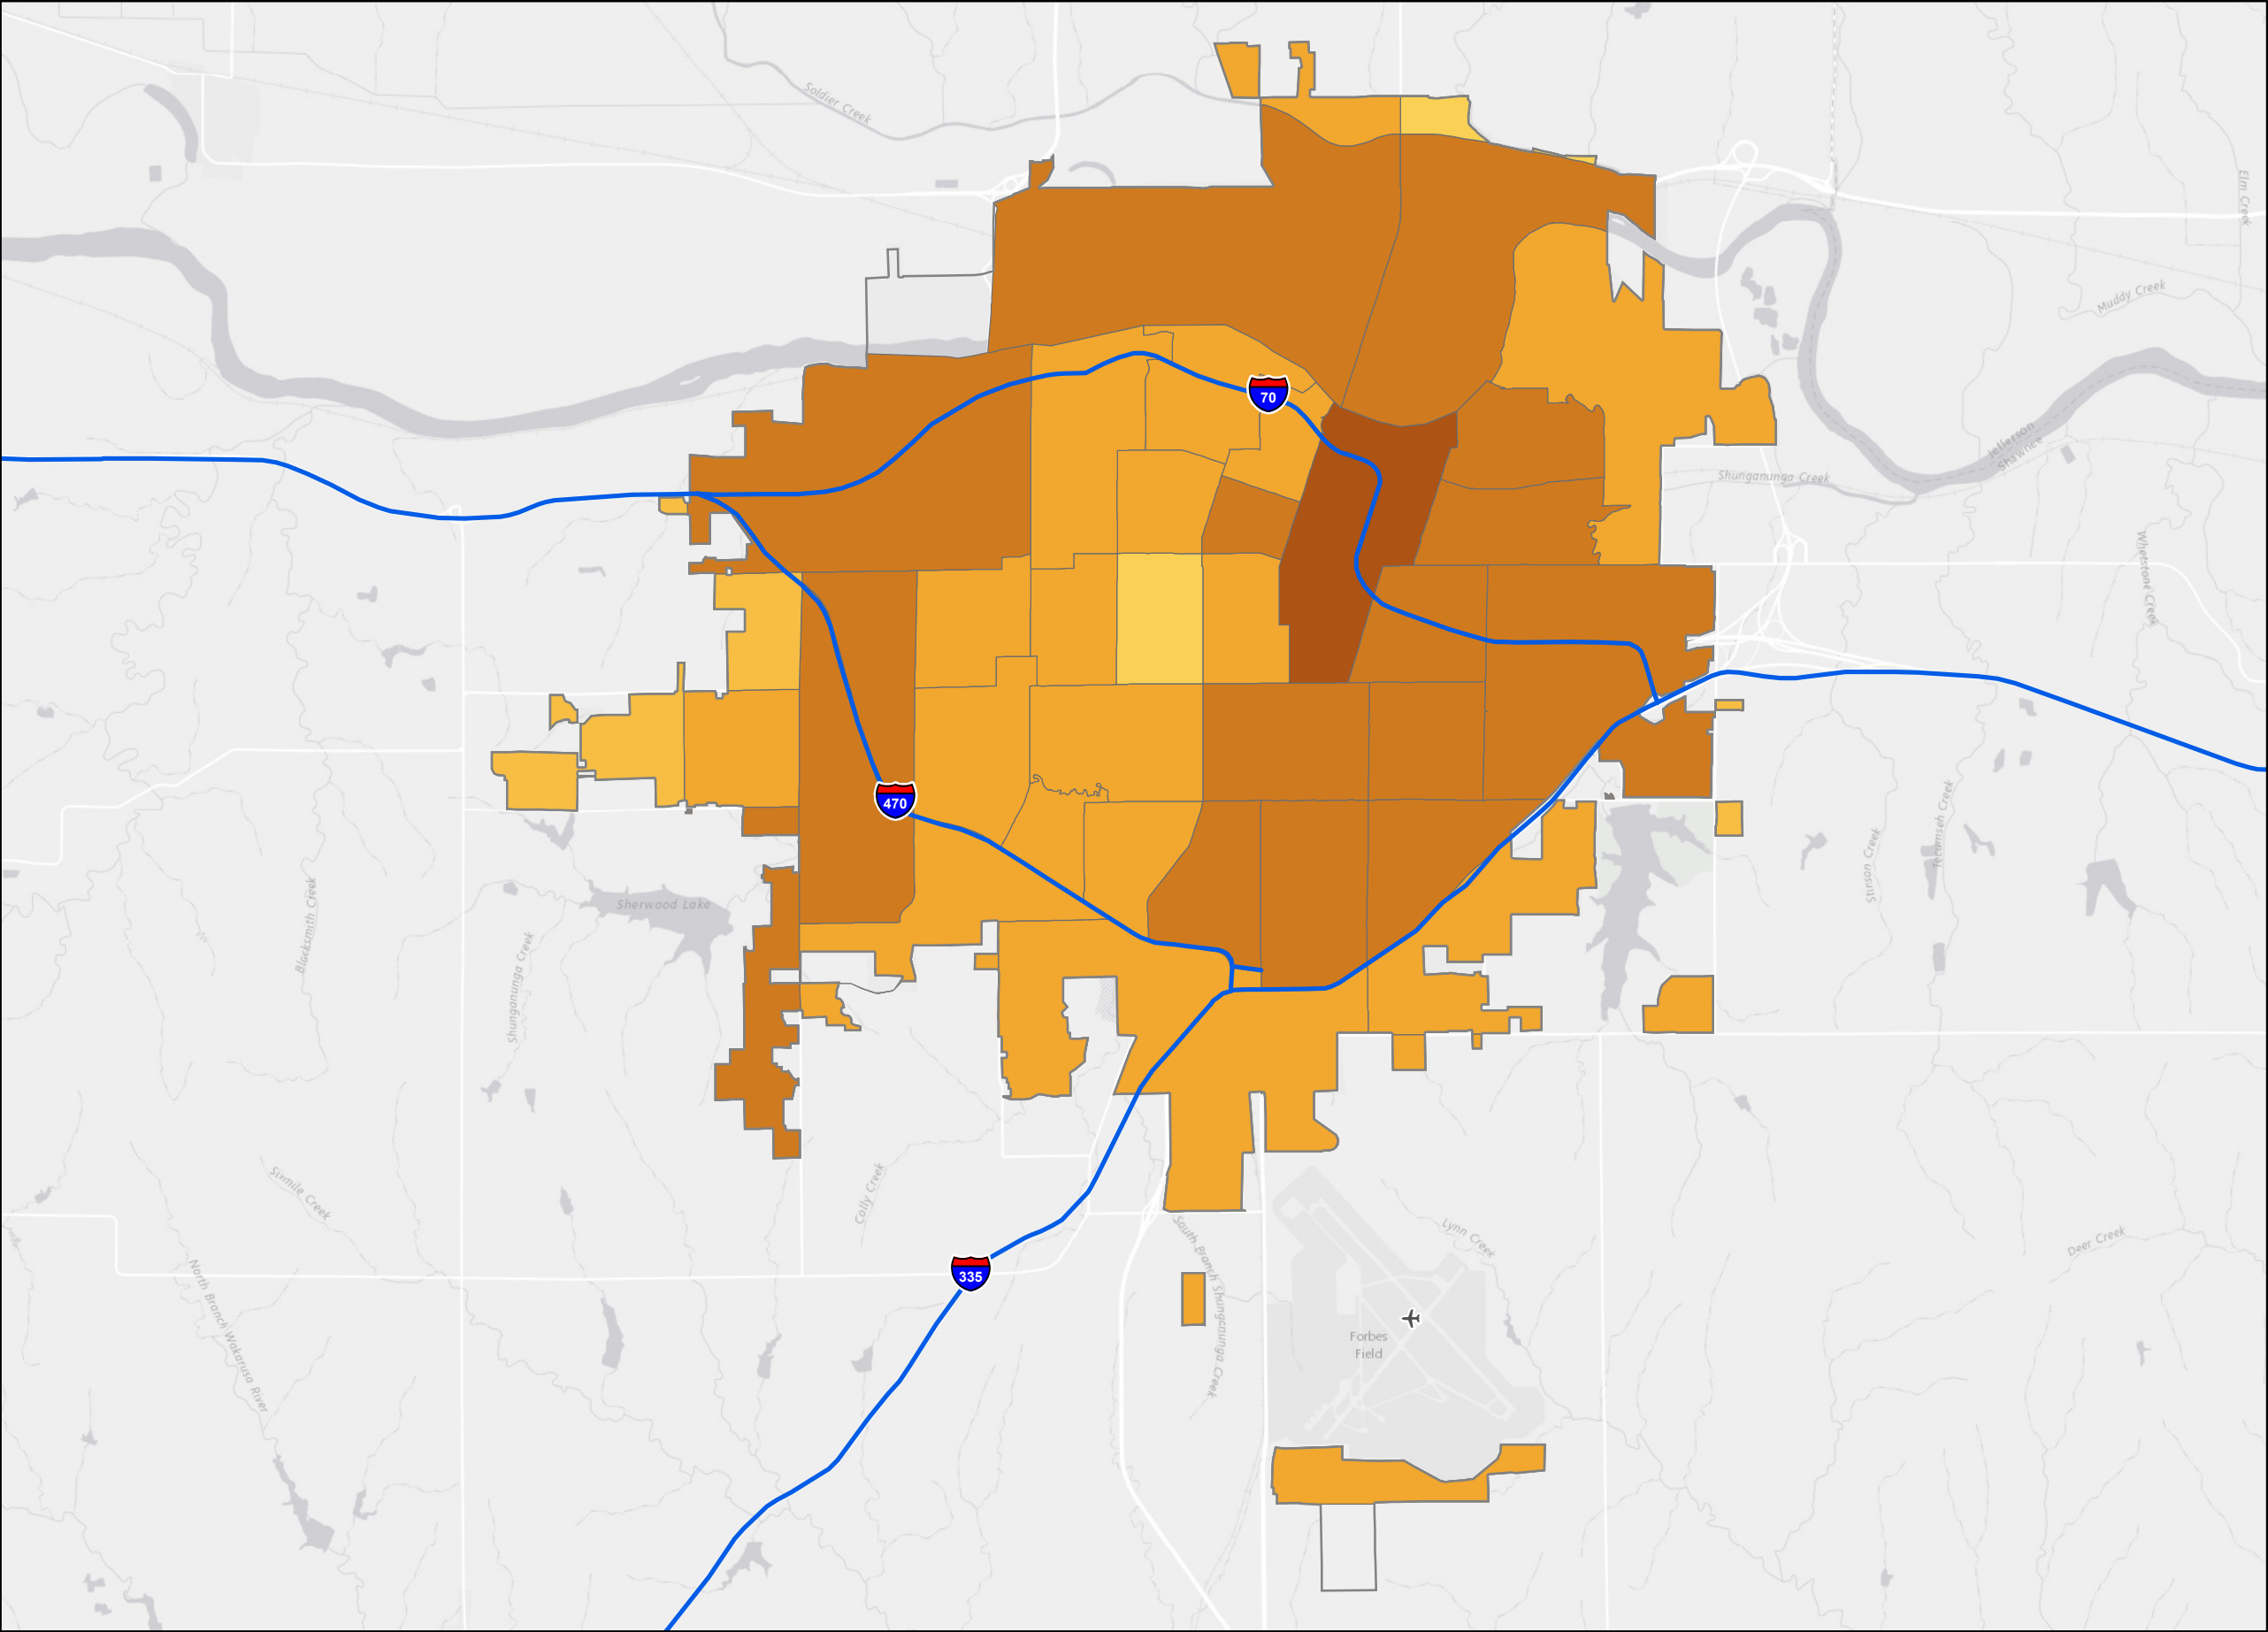 Soldier Creek
Elm Creek
Muddy Creek
70
Jefferson
Shawnee
Shunganunga Creek
Whetstone Creek
470
Tecumseh Creek
Stinson Creek
Sherwood Lake
Blacksmith Creek
Shunganunga Creek
Sixmile Creek
Colly Creek
South Branch Shunganunga Creek
Lynn Creek
Deer Creek
North Branch Wakarusa River
335
Forbes
Field